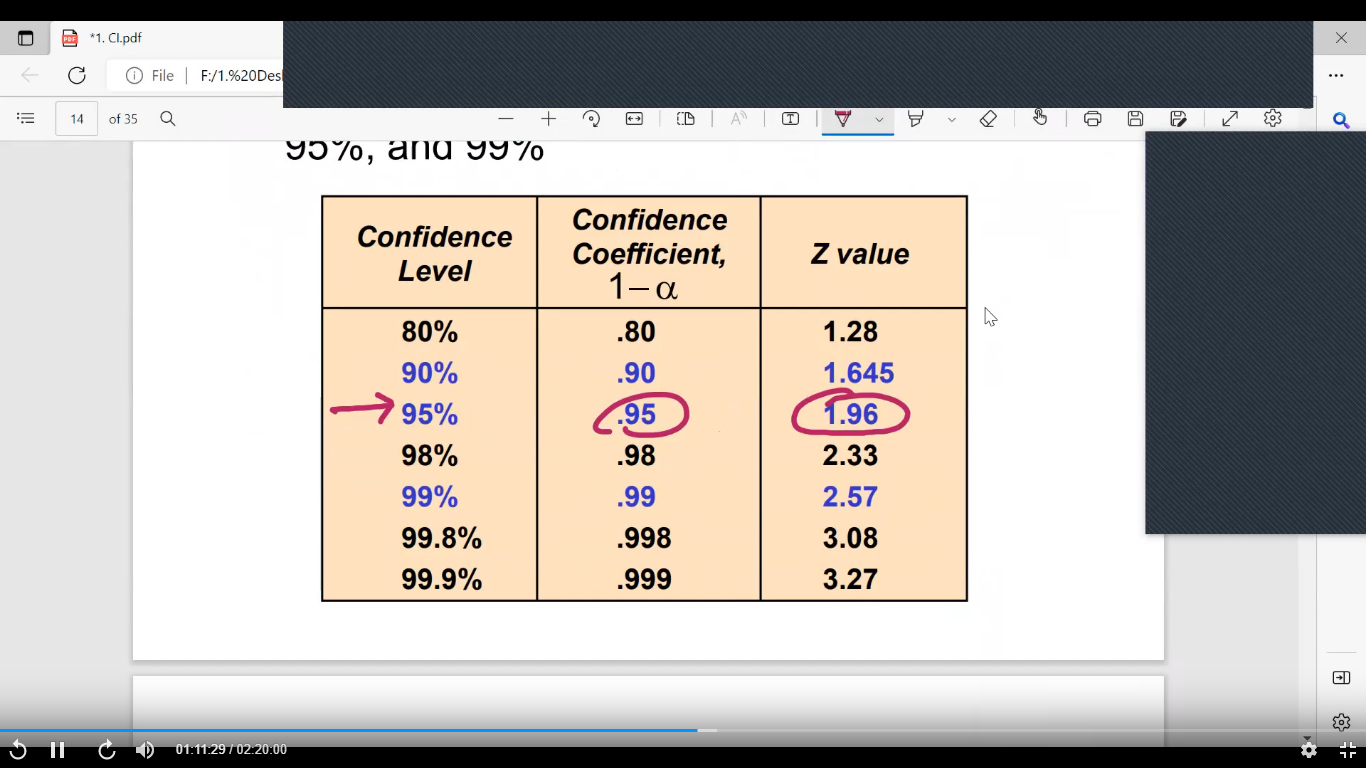 *1. CI.pdf
File F:/1.%20Des
14 of 35
95%, and 99%
Confidence Level
Confidence Coefficient, 1 − α
Z value
80% .80 1.28
90% .90 1.645
95% .95 1.96
98% .98 2.33
99% .99 2.57
99.8% .998 3.08
99.9% .999 3.27
01:11:29 / 02:20:00